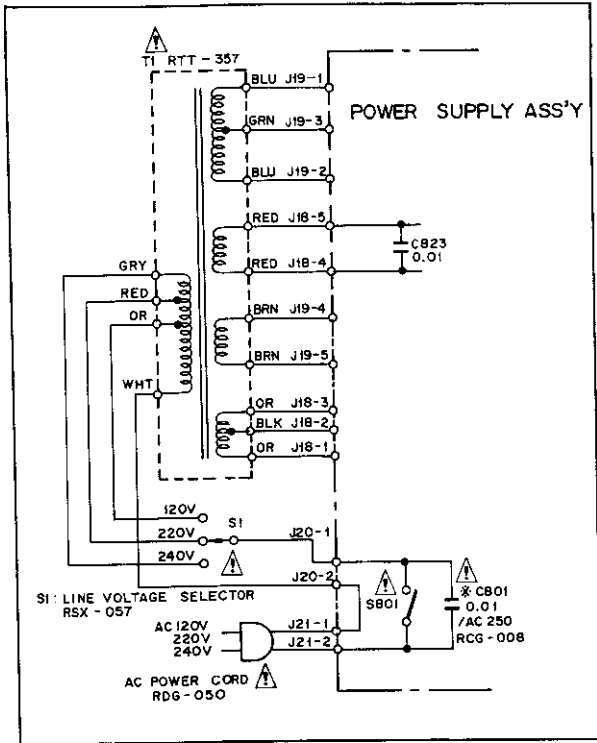 T1 RTT-357
BLU J19-1
POWER SUPPLY ASS'Y
GRN J19-3
BLU J19-2
RED J18-5
C823
0.01
RED J18-4
GRY
RED
BRN J19-4
OR
BRN J19-5
WHT
OR J18-3
BLK J18-2
OR J18-1
120V
S1
220V
J20-1
240V
J20-2
S1: LINE VOLTAGE SELECTOR
RSX-057
S801
※C801
0.01
/AC 250
RCG-008
AC 120V
220V
240V
J21-1
J21-2
AC POWER CORD
RDG-050